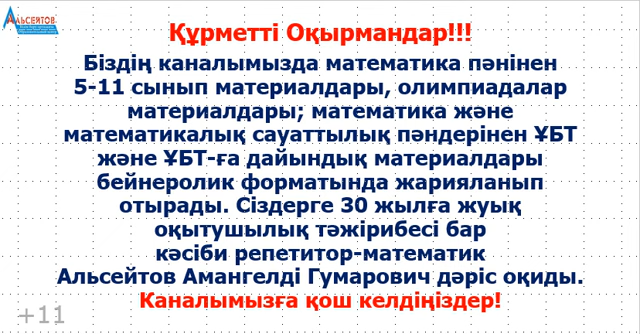 АЛЬСЕЙТОВ
Құрметті Оқырмандар!!!
Біздің каналымызда математика пәнінен
5-11 сынып материалдары, олимпиадалар
материалдары; математика және
математикалық сауаттылық пәндерінен ҰБТ
және ҰБТ-ға дайындық материалдары
бейнеролик форматында жарияланып
отырады. Сіздерге 30 жылға жуық
оқытушылық тәжірибесі бар
кәсіби репетитор-математик
Альсейтов Амангелді Гумарович дәріс оқиды.
Каналымызға қош келдіңіздер!
+11